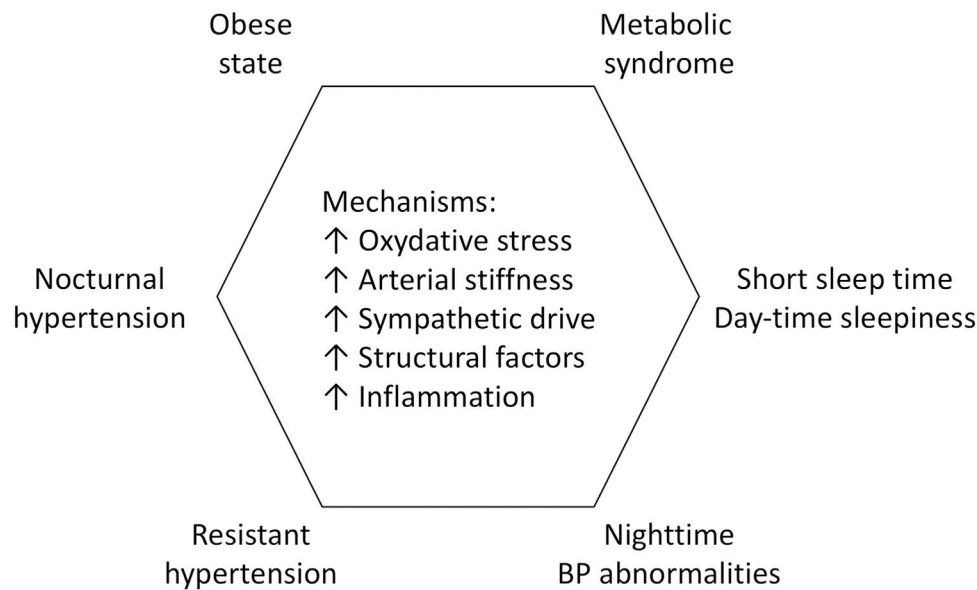 Obese
state
Metabolic
syndrome
Mechanisms:
↑ Oxydative stress
↑ Arterial stiffness
↑ Sympathetic drive
↑ Structural factors
↑ Inflammation
Nocturnal
hypertension
Short sleep time
Day-time sleepiness
Resistant
hypertension
Nighttime
BP abnormalities